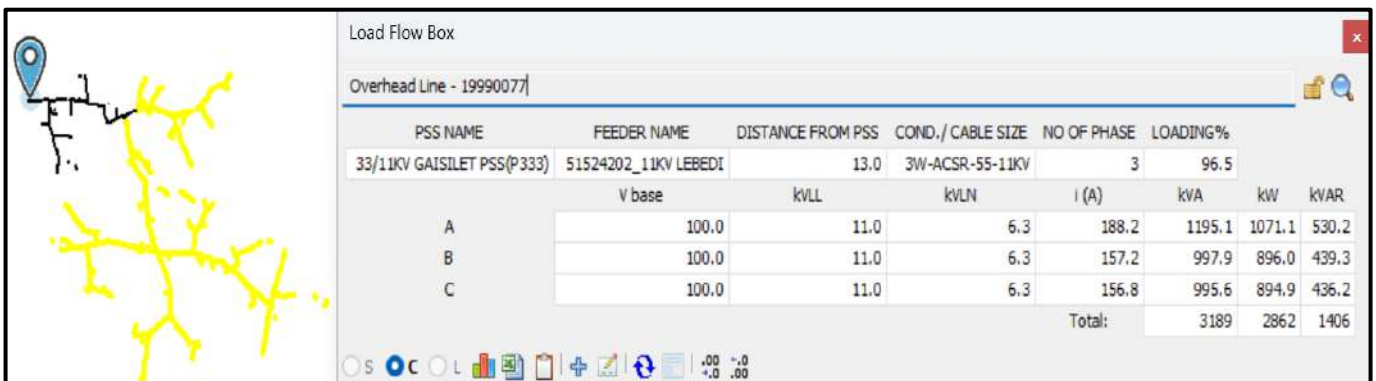 Load Flow Box
x
Overhead Line - 19990077
PSS NAME FEEDER NAME DISTANCE FROM PSS COND./ CABLE SIZE NO OF PHASE LOADING%
33/11KV GAISILET PSS(P333) 51524202_11KV LEBEDI 13.0 3W-ACSR-55-11KV 3 96.5
V base kVLL kVLN i (A) kVA kW kVAR
A 100.0 11.0 6.3 188.2 1195.1 1071.1 530.2
B 100.0 11.0 6.3 157.2 997.9 896.0 439.3
C 100.0 11.0 6.3 156.8 995.6 894.9 436.2
Total: 3189 2862 1406
S C L .00 .0 .0 .00